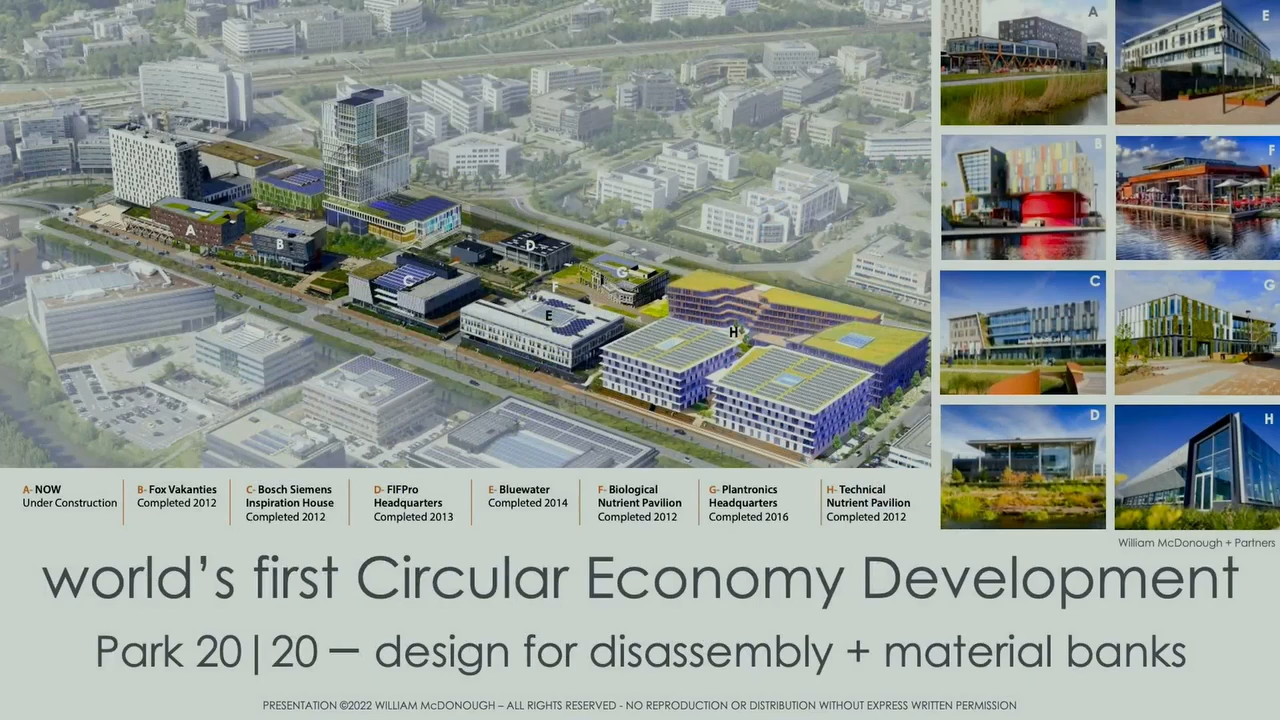 A
B
C
D
E
F
G
H
A
E
B
F
C
G
D
H
A- NOW
Under Construction
B- Fox Vakanties
Completed 2012
C- Bosch Siemens
Inspiration House
Completed 2012
D- FIFPro
Headquarters
Completed 2013
E- Bluewater
Completed 2014
F- Biological
Nutrient Pavilion
Completed 2012
G- Plantronics
Headquarters
Completed 2016
H- Technical
Nutrient Pavilion
Completed 2012
William McDonough + Partners
world's first Circular Economy Development
Park 20|20 — design for disassembly + material banks
PRESENTATION ©2022 WILLIAM McDONOUGH – ALL RIGHTS RESERVED - NO REPRODUCTION OR DISTRIBUTION WITHOUT EXPRESS WRITTEN PERMISSION